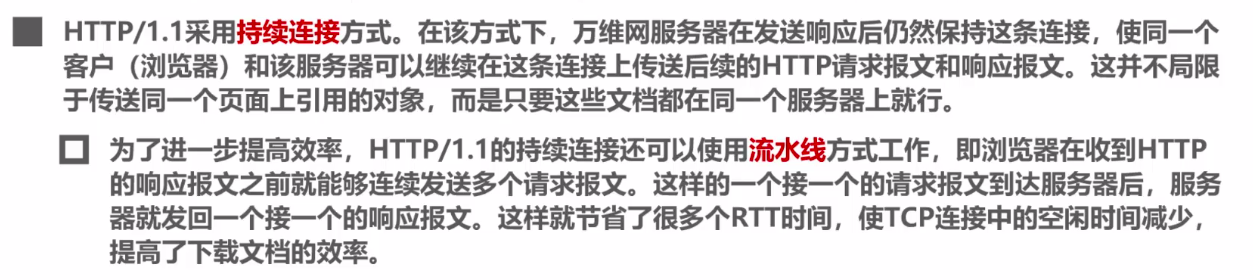 HTTP/1.1采用持续连接方式。在该方式下，万维网服务器在发送响应后仍然保持这条连接，使同一个
客户（浏览器）和该服务器可以继续在这条连接上传送后续的HTTP请求报文和响应报文。这并不局限
于传送同一个页面上引用的对象，而是只要这些文档都在同一个服务器上就行。
为了进一步提高效率，HTTP/1.1的持续连接还可以使用流水线方式工作，即浏览器在收到HTTP
的响应报文之前就能够连续发送多个请求报文。这样的一个接一个的请求报文到达服务器后，服务
器就发回一个接一个的响应报文。这样就节省了很多个RTT时间，使TCP连接中的空闲时间减少，
提高了下载文档的效率。